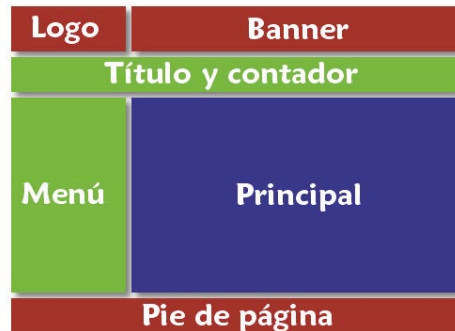 Logo
Banner
Título y contador
Menú
Principal
Pie de página